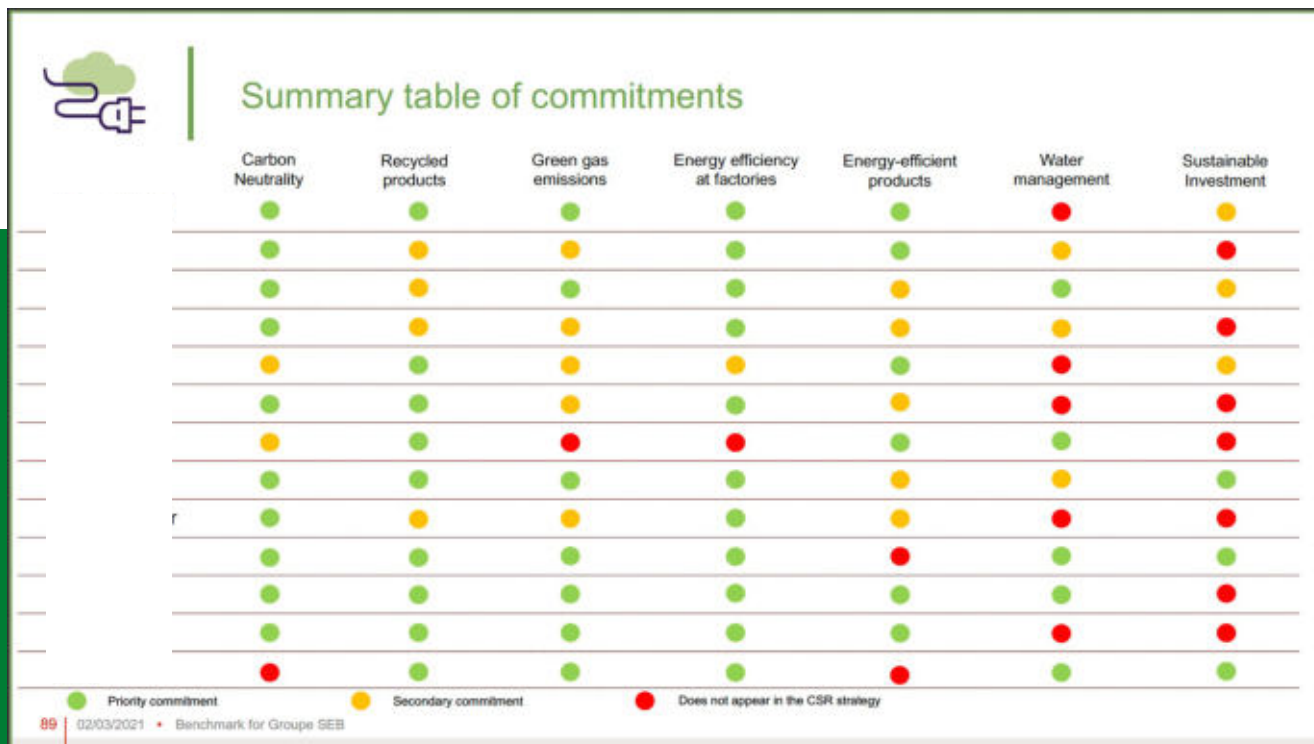 Summary table of commitments
Carbon Neutrality
Recycled products
Green gas emissions
Energy efficiency at factories
Energy-efficient products
Water management
Sustainable Investment
r
Priority commitment
Secondary commitment
Does not appear in the CSR strategy
89 02/03/2021 • Benchmark for Groupe SEB